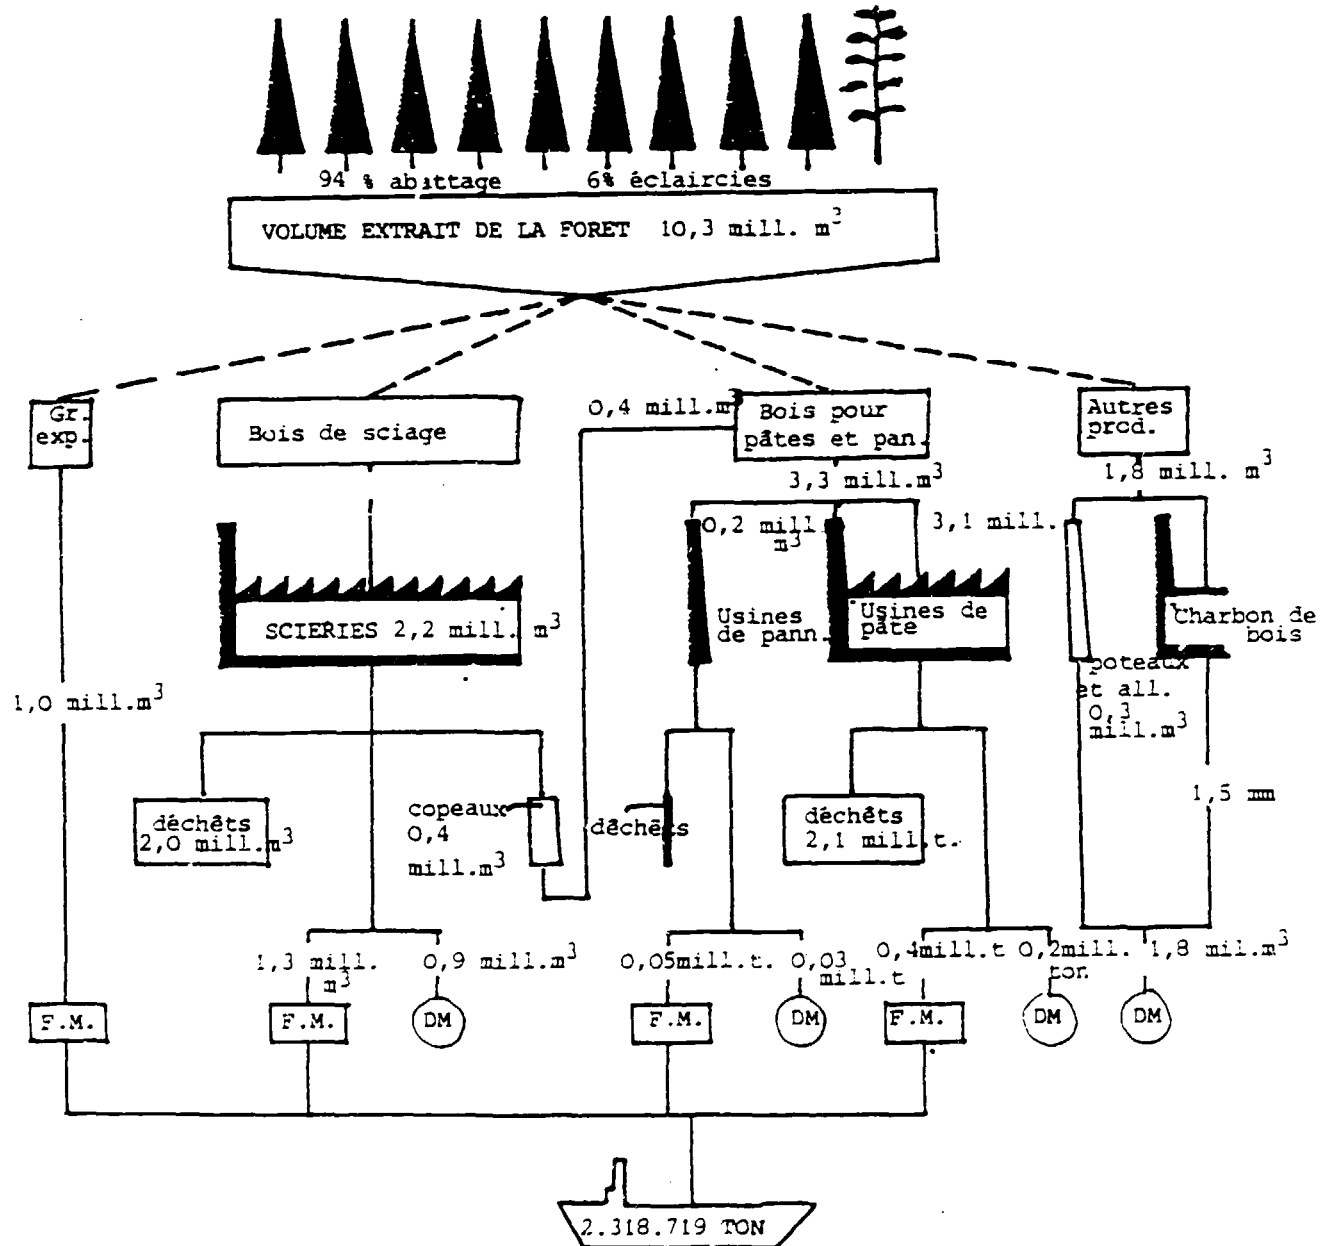 94 % abattage 6% éclaircies
VOLUME EXTRAIT DE LA FORET 10,3 mill. m³
Gr.
exp.
Bois de sciage
0,4 mill.m³
Bois pour
pâtes et pan.
Autres
prod.
3,3 mill.m³
1,8 mill. m³
0,2 mill
m³
3,1 mill.
SCIERIES 2,2 mill. m³
Usines
de pann.
Usines de
pâte
Charbon de
bois
poteaux
et all.
0,3
mill.m³
1,0 mill.m³
1,5 mm
déchêts
2,0 mill.m³
copeaux
0,4
mill.m³
déchêts
déchêts
2,1 mill.t.
1,3 mill.
m³
0,9 mill.m³
0,05mill.t.
0,03
mill.t
0,4mill.t
0,2mill.
ton
1,8 mil.m³
F.M.
F.M.
DM
F.M.
DM
F.M.
DM
DM
2.318.719 TON